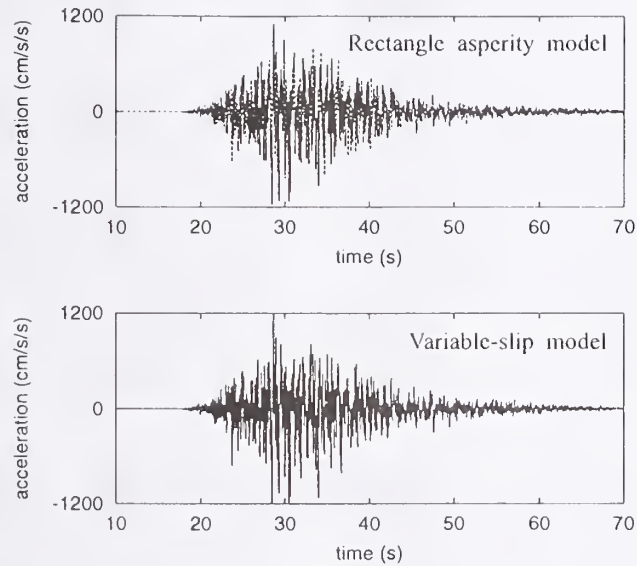 1200
Rectangle asperity model
acceleration (cm/s/s)
0
-1200
10 20 30 40 50 60 70
time (s)
1200
Variable-slip model
acceleration (cm/s/s)
0
-1200
10 20 30 40 50 60 70
time (s)